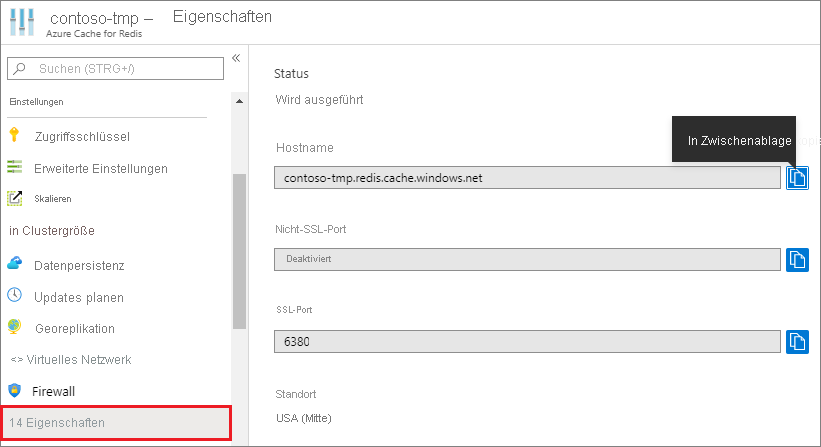 contoso-tmp – Eigenschaften
Azure Cache for Redis
Suchen (STRG+/)
«
Einstellungen
Zugriffsschlüssel
Erweiterte Einstellungen
Skalieren
in Clustergröße
Datenpersistenz
Updates planen
Georeplikation
<> Virtuelles Netzwerk
Firewall
14 Eigenschaften
Status
Wird ausgeführt
In Zwischenablage
Hostname
contoso-tmp.redis.cache.windows.net
Nicht-SSL-Port
Deaktiviert
SSL-Port
6380
Standort
USA (Mitte)